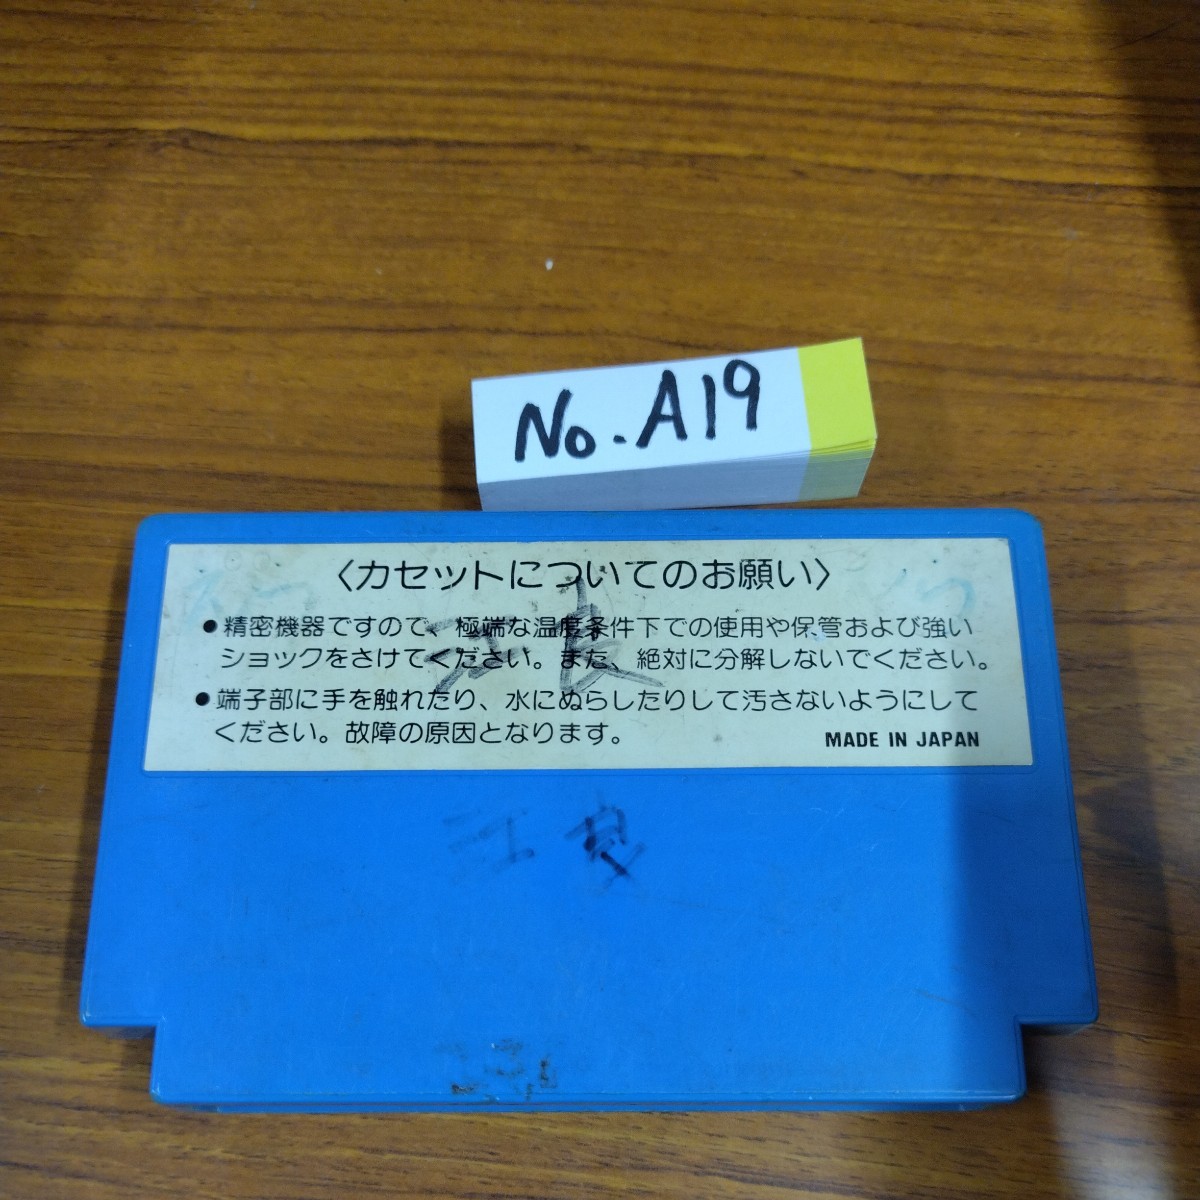 No. A19
〈カセットについてのお願い〉
●精密機器ですので、極端な温度条件下での使用や保管および強い
ショックをさけてください。また、絶対に分解しないでください。
●端子部に手を触れたり、水にぬらしたりして汚さないようにして
ください。故障の原因となります。
MADE IN JAPAN
江良
江良